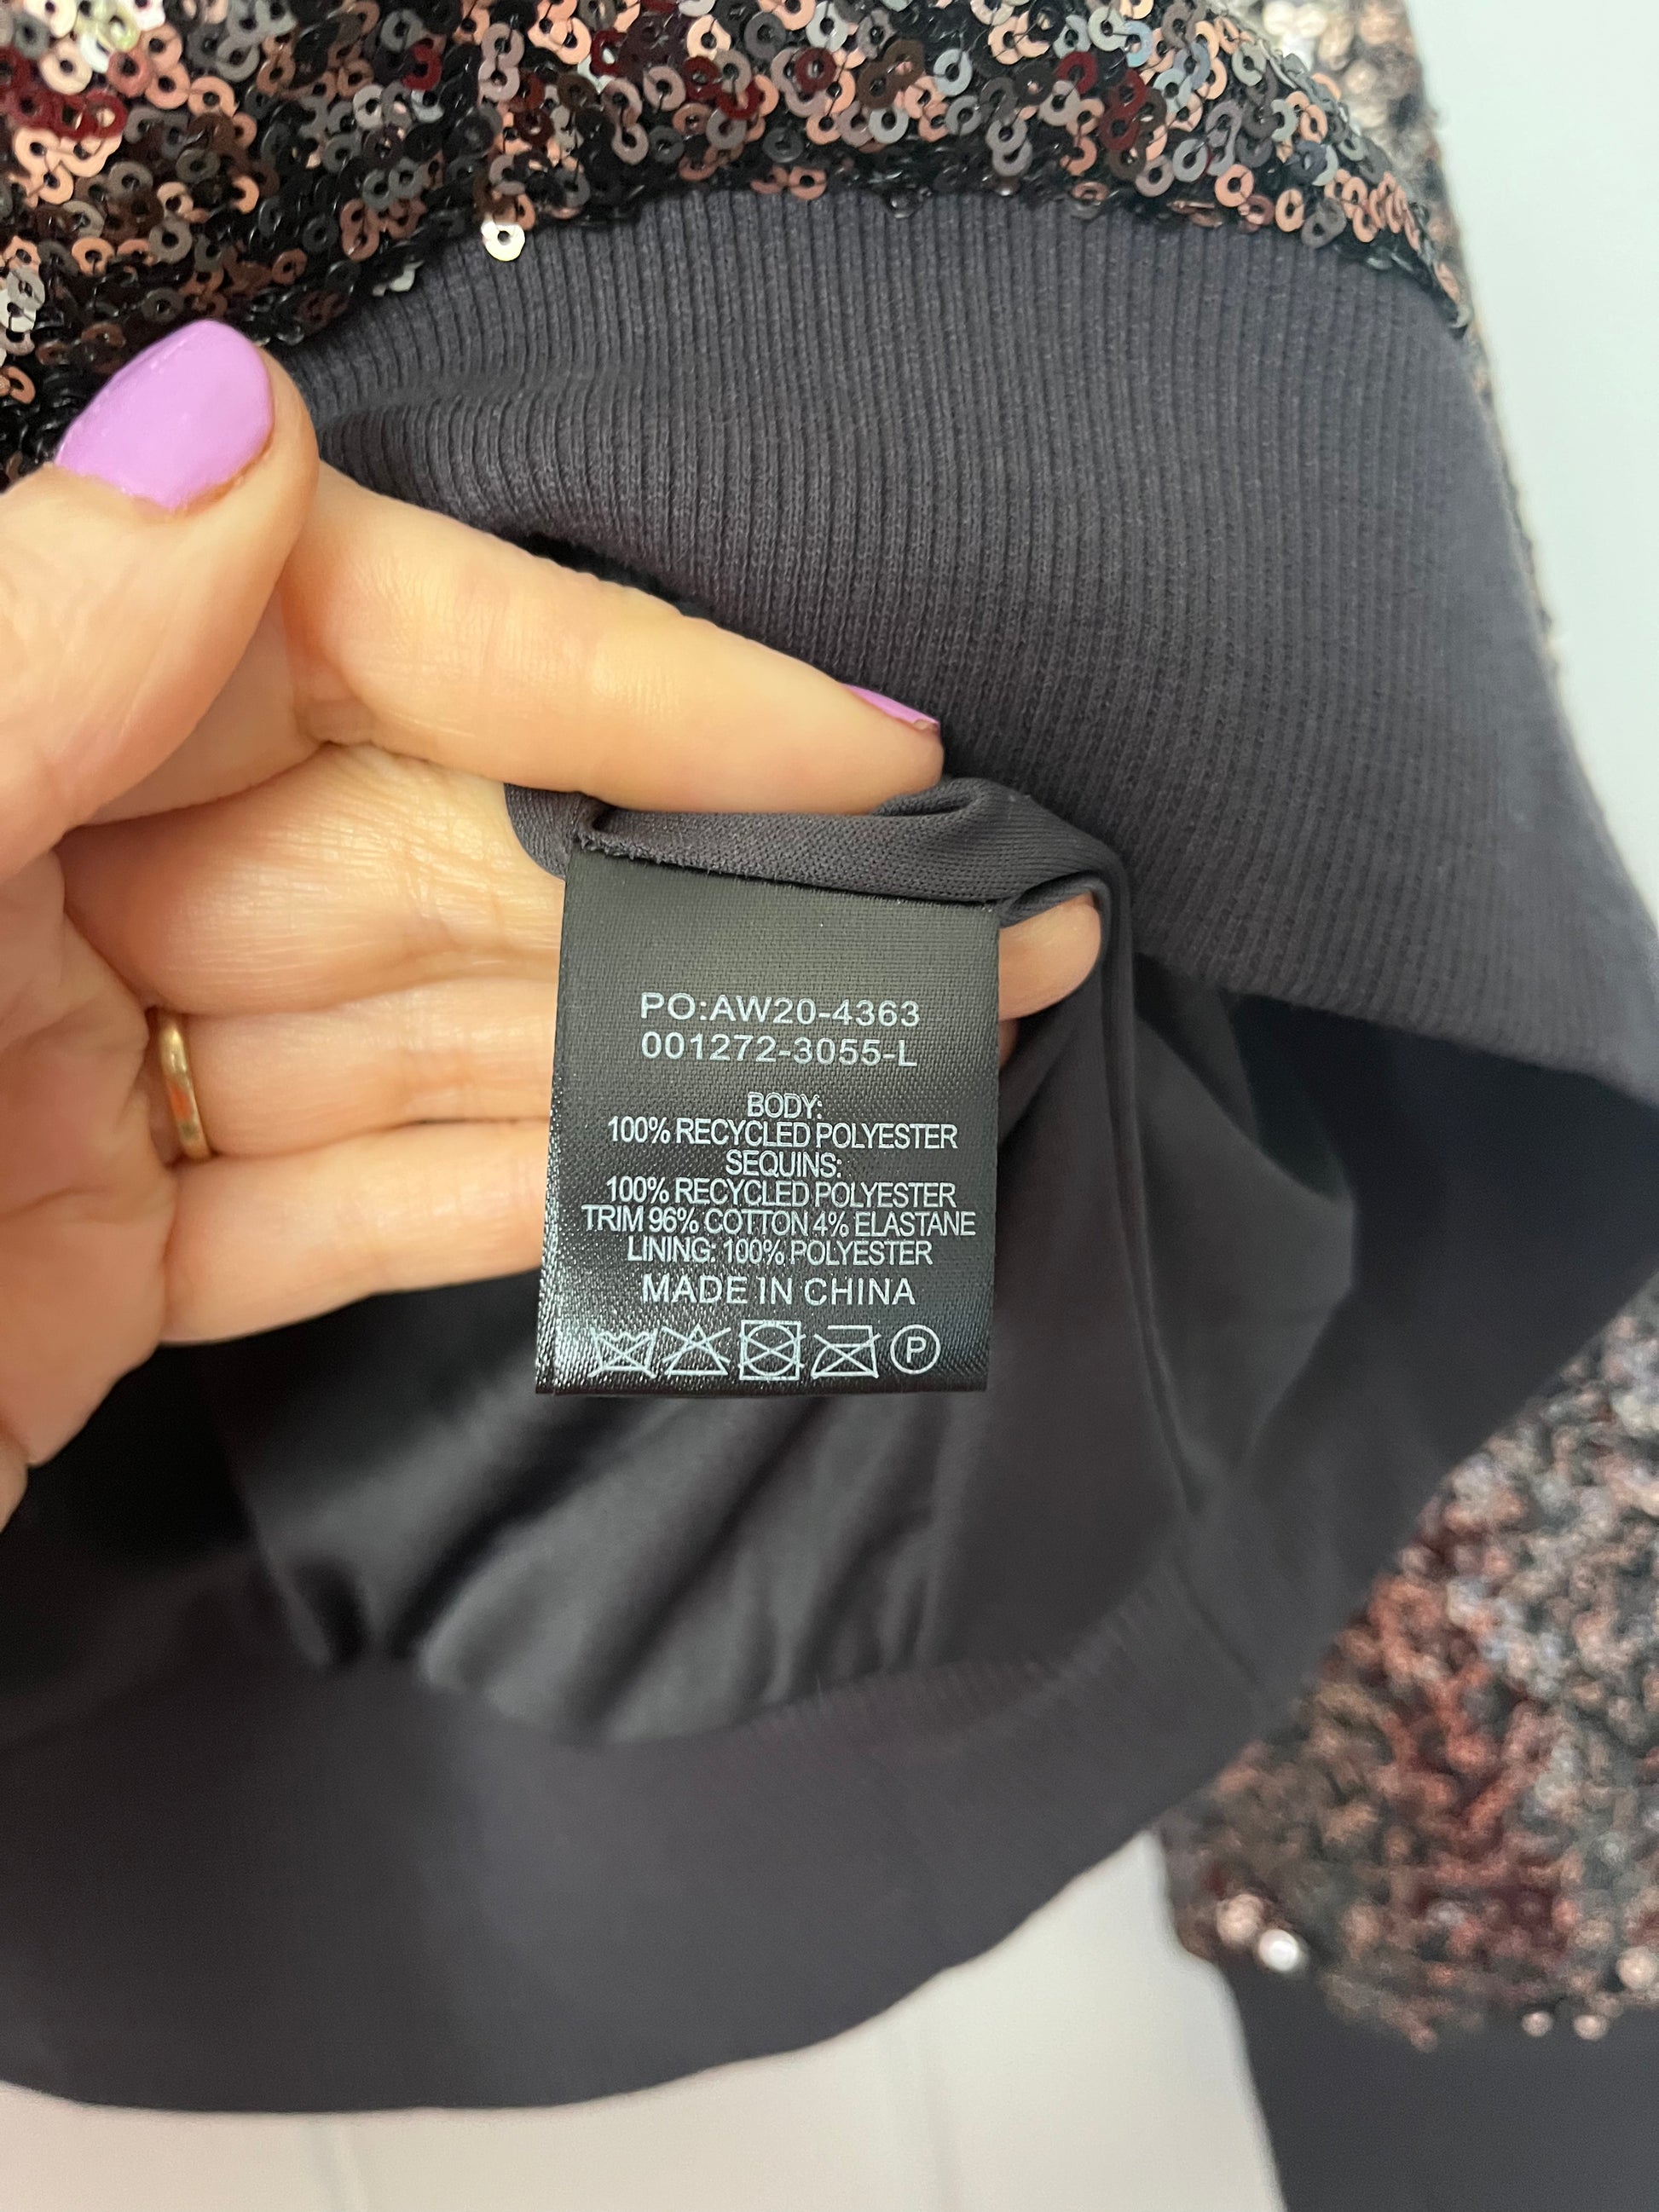 PO:AW20-4363
001272-3055-L
BODY:
100% RECYCLED POLYESTER
SEQUINS:
100% RECYCLED POLYESTER
TRIM 96% COTTON 4% ELASTANE
LINING: 100% POLYESTER
MADE IN CHINA
P